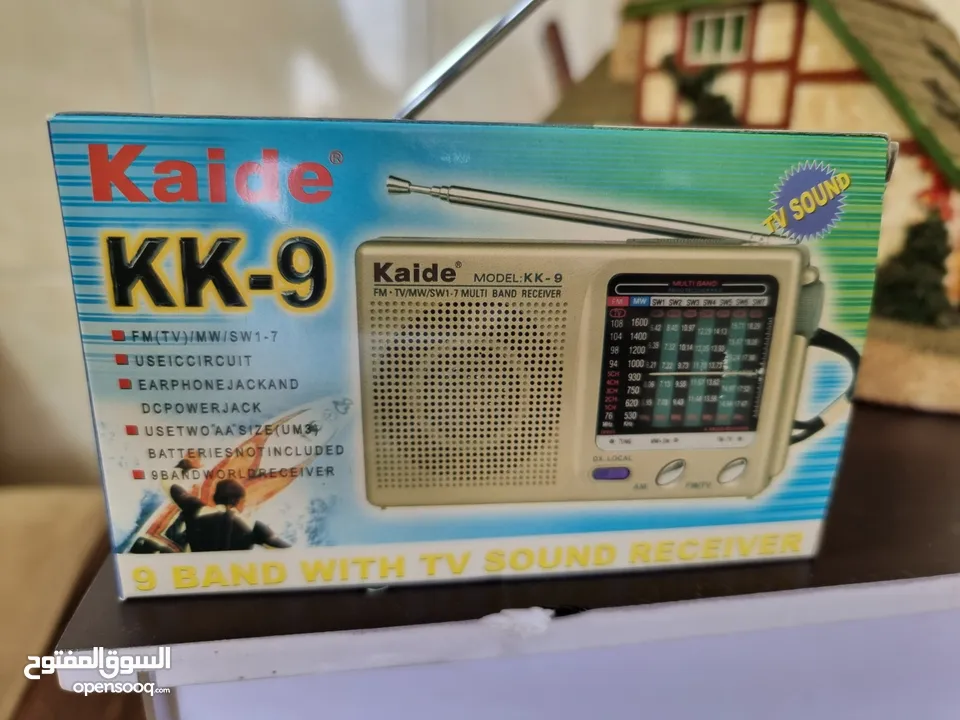 Kaide®
KK-9
FM(TV)/MW/SW1-7
USEICCIRCUIT
EARPHONEJACKAND
DCPOWERJACK
USETWO"AA"SIZE(UM3)
BATTERIESNOTINCLUDED
9BANDWORLDRECEIVER
TV SOUND
Kaide® MODEL:KK-9
FM·TV/MW/SW1-7 MULTI BAND RECEIVER
MULTI BAND
FM MW SW1 SW2 SW3 SW4 SW5 SW6 SW7
108 1600
104 1400
98 1200
94 1000
930
750
620
76 530
DX LOCAL
AM FM(TV)
9 BAND WITH TV SOUND RECEIVER
السوق المفتوح
opensooq.com